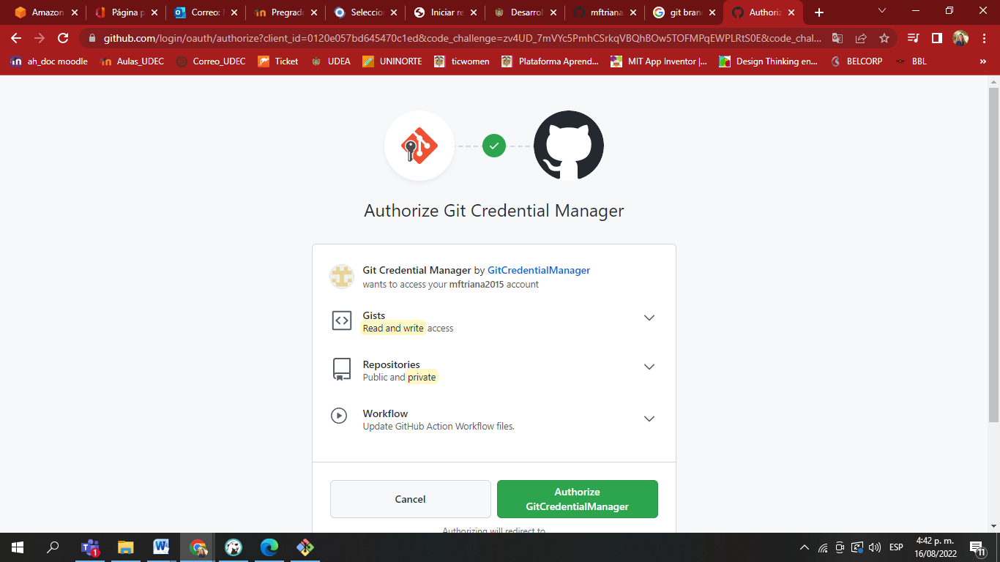 Amazon
Página p
Correo: 
Pregrado
Seleccio
Iniciar re
Desarrol
mftriana
git bran
Authoriz
github.com/login/oauth/authorize?client_id=0120e057bd645470c1ed&code_challenge=zv4UD_7mVYc5PmhCSrkqVBQhBOw5TOFMPqEWPLRtS0E&code_chal...
ah_doc moodle
Aulas_UDEC
Correo_UDEC
Ticket
UDEA
UNINORTE
ticwomen
Plataforma Aprend...
MIT App Inventor |...
Design Thinking en...
BELCORP
BBL
»
Authorize Git Credential Manager
Git Credential Manager by GitCredentialManager
wants to access your mftriana2015 account
Gists
Read and write access
Repositories
Public and private
Workflow
Update GitHub Action Workflow files.
Cancel
Authorize
GitCredentialManager
Authorizing will redirect to
1
ESP
4:42 p. m.
16/08/2022
11